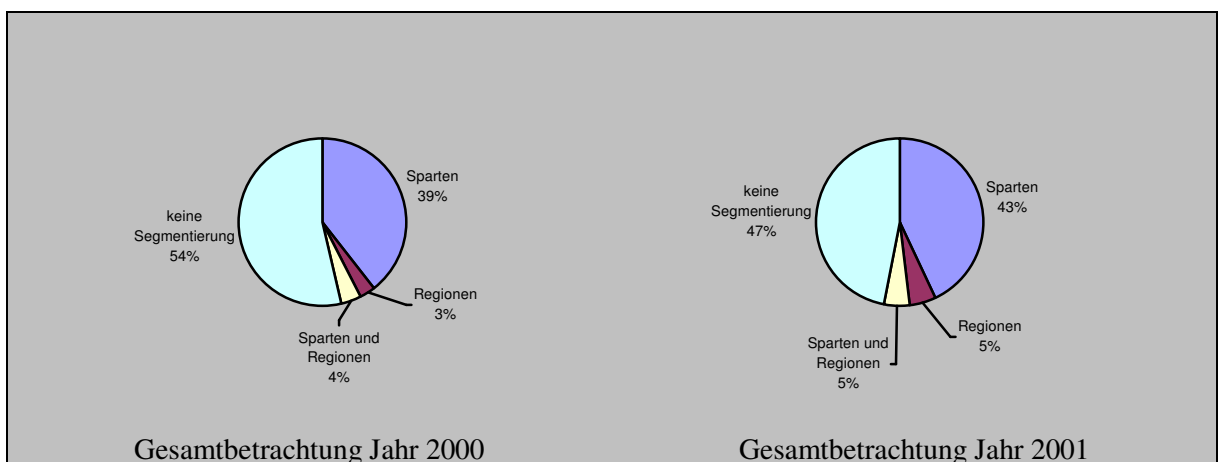 Sparten
39%
keine
Segmentierung
54%
Regionen
3%
Sparten und
Regionen
4%
Gesamtbetrachtung Jahr 2000
Sparten
43%
keine
Segmentierung
47%
Regionen
5%
Sparten und
Regionen
5%
Gesamtbetrachtung Jahr 2001